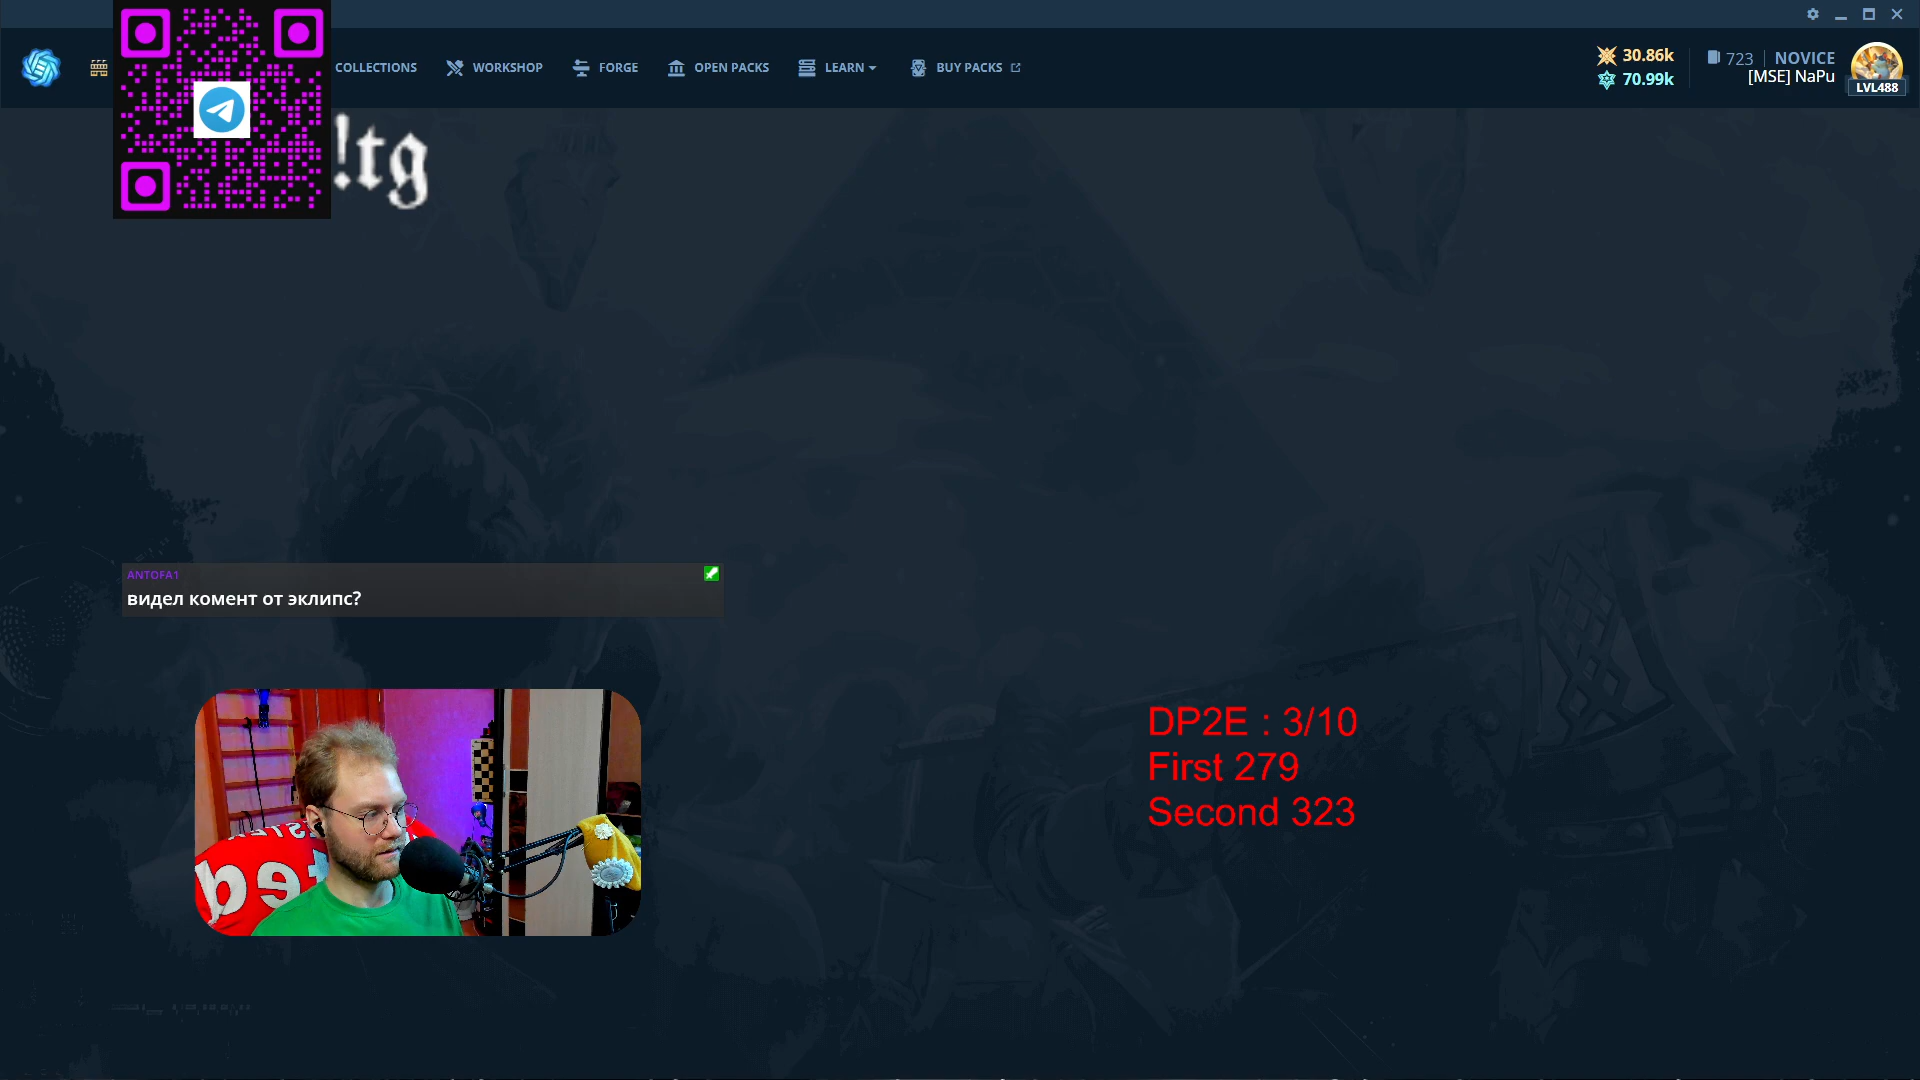 COLLECTIONS
WORKSHOP
FORGE
OPEN PACKS
LEARN
BUY PACKS
30.86k
70.99k
723
NOVICE
[MSE] NaPu
LVL488
!tg
ANTOFA1
видел комент от эклипс?
DP2E : 3/10
First 279
Second 323